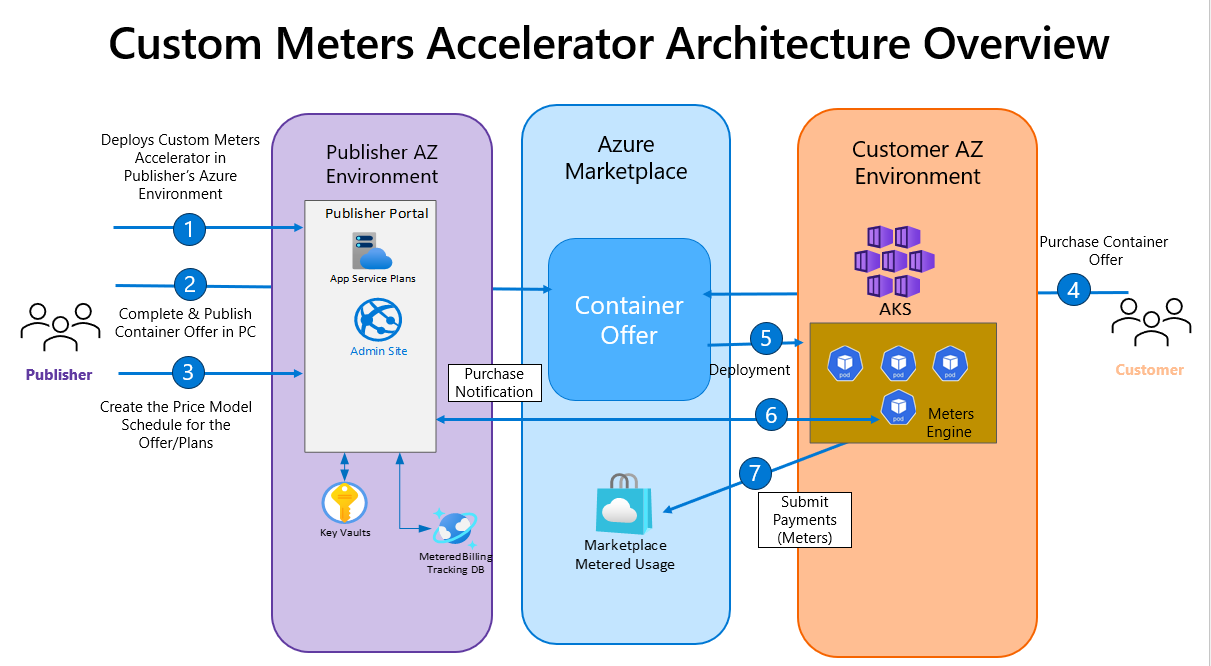 Custom Meters Accelerator Architecture Overview
Deploys Custom Meters
Accelerator in
Publisher's Azure
Environment
1
2
Complete & Publish
Container Offer in PC
3
Create the Price Model
Schedule for the
Offer/Plans
Publisher
Publisher AZ
Environment
Publisher Portal
App Service Plans
Admin Site
Key Vaults
MeteredBilling
Tracking DB
Purchase
Notification
Azure
Marketplace
Container
Offer
5
Deployment
6
7
Submit
Payments
(Meters)
Marketplace
Metered Usage
Customer AZ
Environment
AKS
pod
pod
pod
pod
Meters
Engine
Purchase Container
Offer
4
Customer